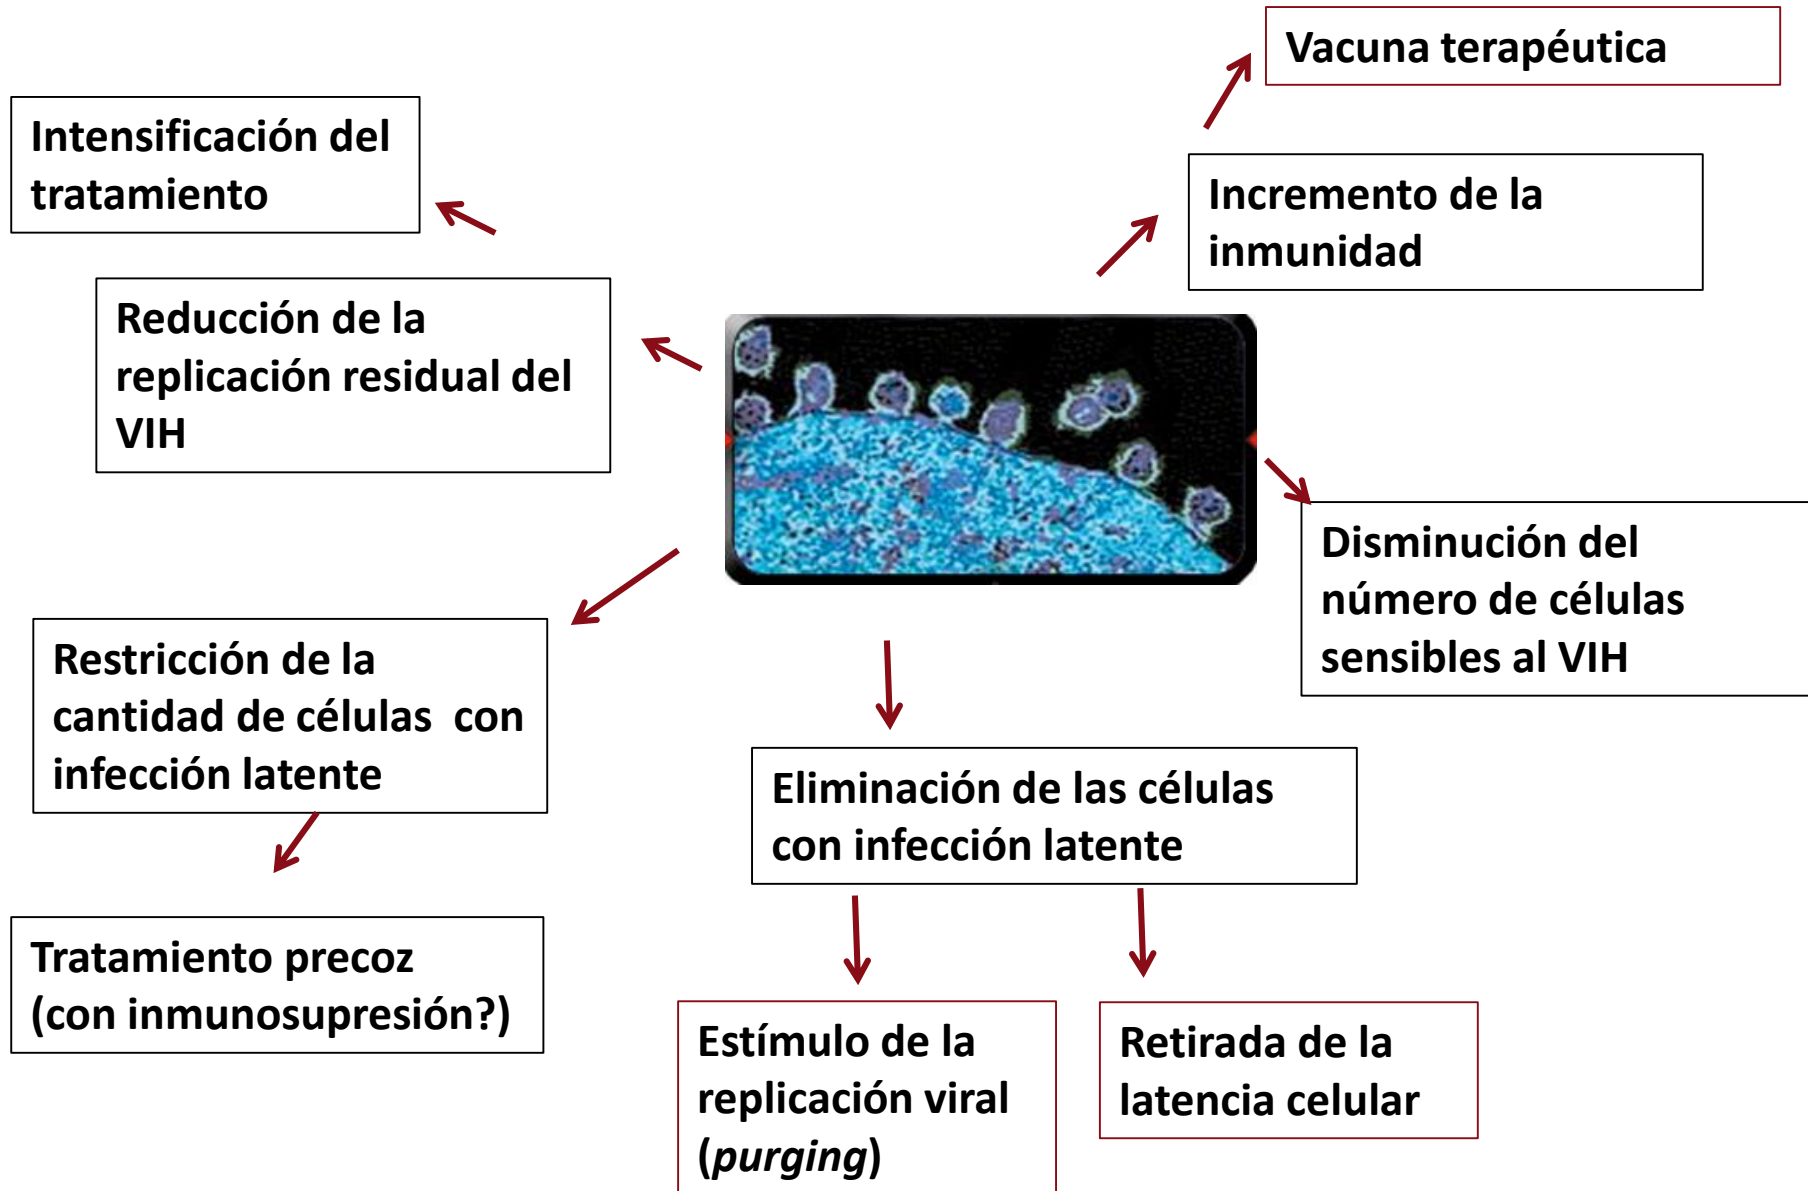 Vacuna terapéutica
Intensificación del
tratamiento
Incremento de la
inmunidad
Reducción de la
replicación residual del
VIH
Disminución del
número de células
sensibles al VIH
Restricción de la
cantidad de células  con
infección latente
Eliminación de las células
con infección latente
Tratamiento precoz
(con inmunosupresión?)
Estímulo de la
replicación viral
(purging)
Retirada de la
latencia celular